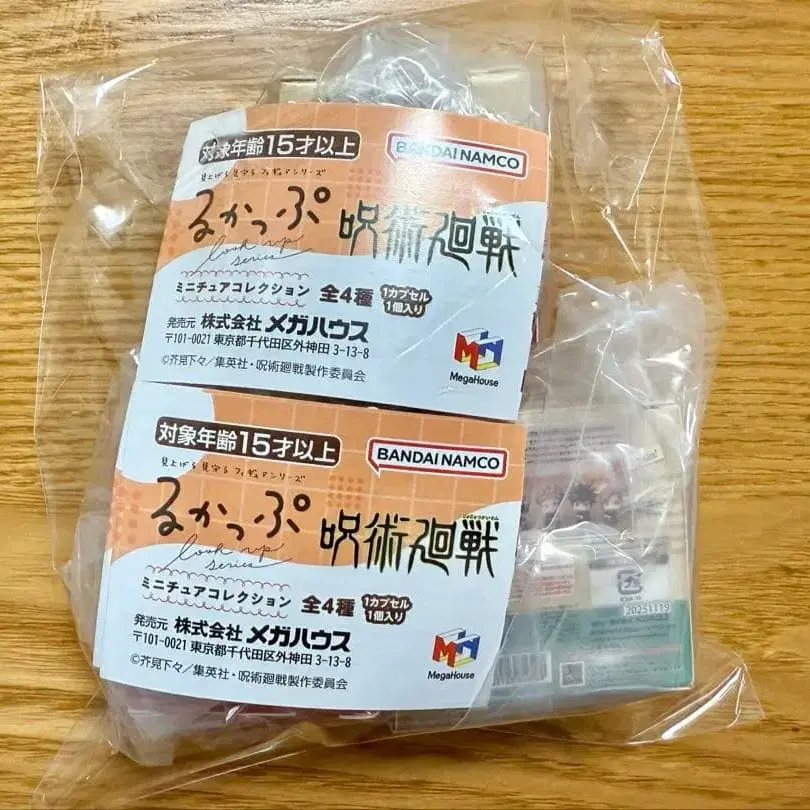 対象年齢15才以上
BANDAI NAMCO
見上げる見守るフィギュアシリーズ
るかっぷ
look up
series
呪術廻戦
ミニチュアコレクション 全4種 1カプセル
1個入り
発売元 株式会社 メガハウス
〒101-0021 東京都千代田区外神田 3-13-8
©芥見下々/集英社・呪術廻戦製作委員会
MegaHouse
対象年齢15才以上
BANDAI NAMCO
見上げる見守るフィギュアシリーズ
るかっぷ
look up
series
じゅじゅつかいせん
呪術廻戦
ミニチュアコレクション 全4種 1カプセル
1個入り
発売元 株式会社 メガハウス
〒101-0021 東京都千代田区外神田 3-13-8
©芥見下々/集英社・呪術廻戦製作委員会
MegaHouse
20251119